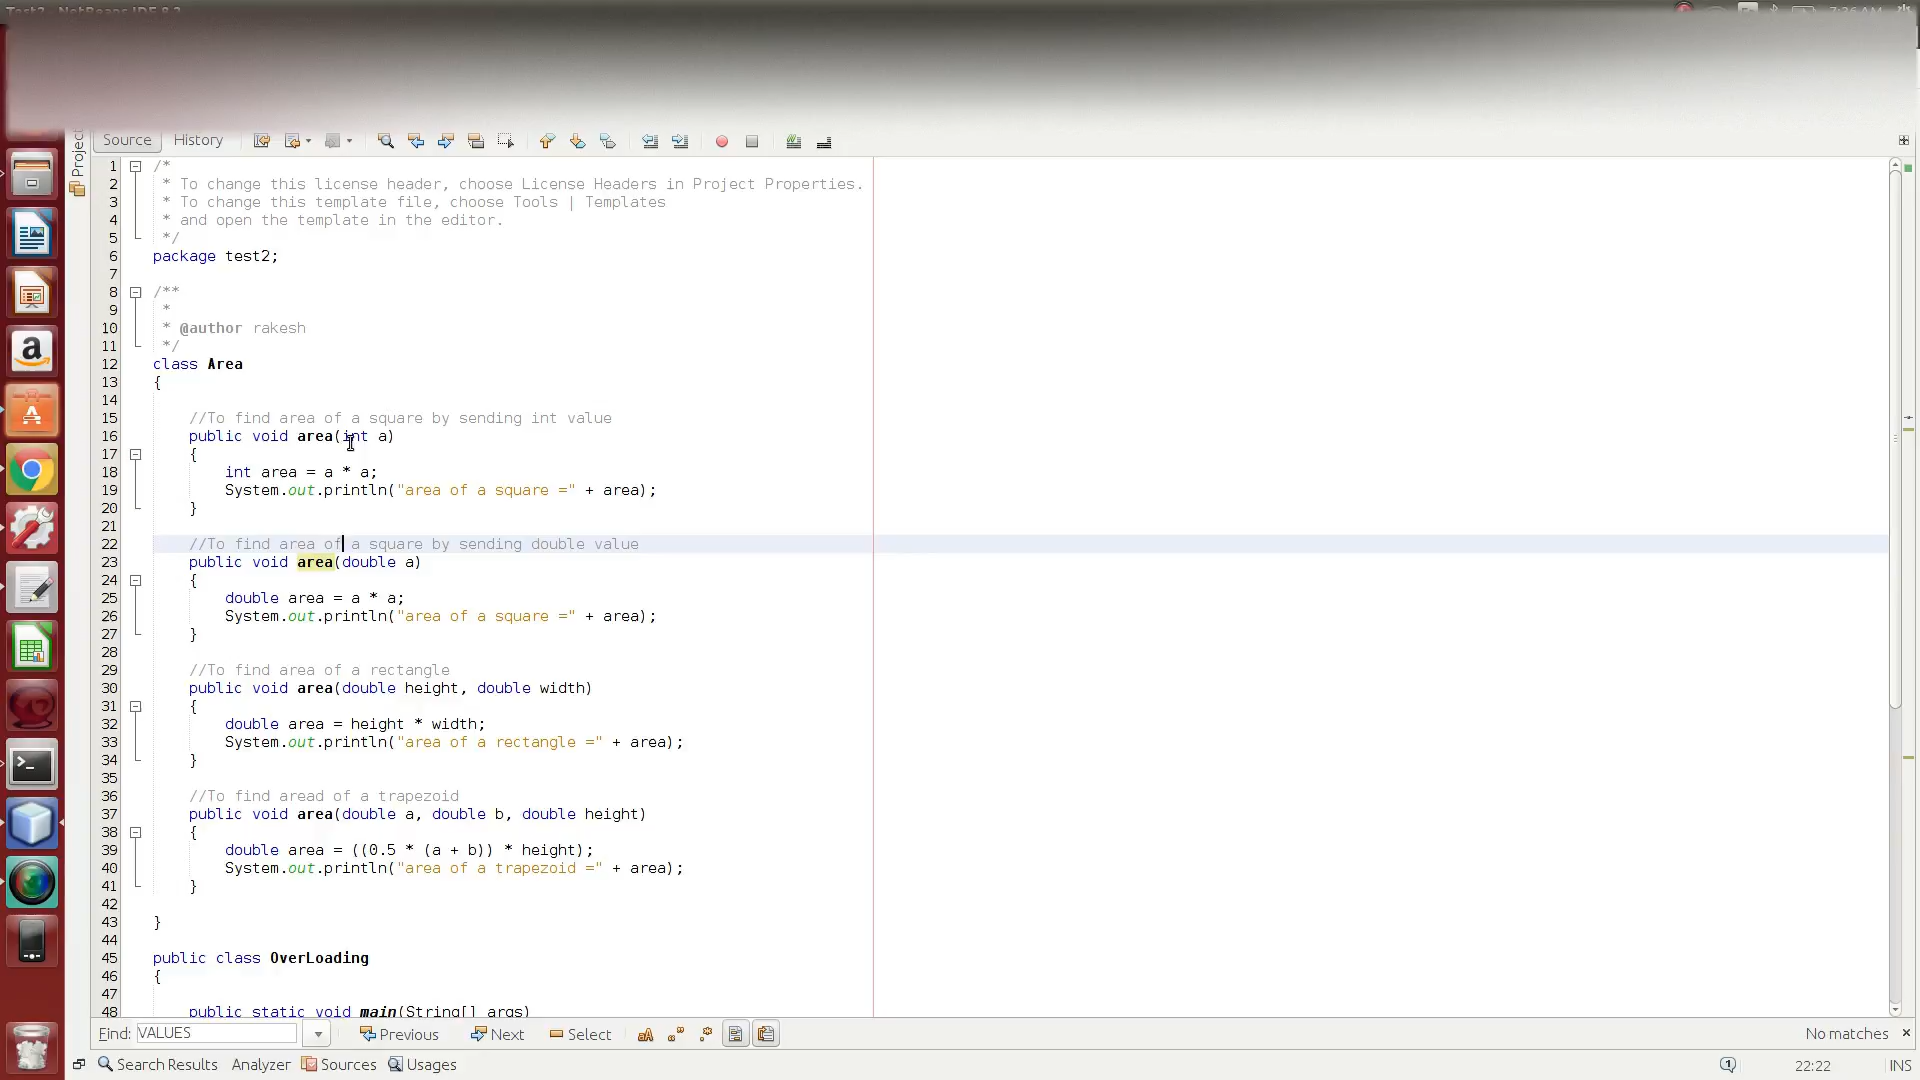 Source History
1 /*
2 * To change this license header, choose License Headers in Project Properties.
3 * To change this template file, choose Tools | Templates
4 * and open the template in the editor.
5 */
6 package test2;
7
8 /**
9 *
10 * @author rakesh
11 */
12 class Area
13 {
14
15 //To find area of a square by sending int value
16 public void area(int a)
17 {
18 int area = a * a;
19 System.out.println("area of a square =" + area);
20 }
21
22 //To find area of a square by sending double value
23 public void area(double a)
24 {
25 double area = a * a;
26 System.out.println("area of a square =" + area);
27 }
28
29 //To find area of a rectangle
30 public void area(double height, double width)
31 {
32 double area = height * width;
33 System.out.println("area of a rectangle =" + area);
34 }
35
36 //To find aread of a trapezoid
37 public void area(double a, double b, double height)
38 {
39 double area = ((0.5 * (a + b)) * height);
40 System.out.println("area of a trapezoid =" + area);
41 }
42
43 }
44
45 public class OverLoading
46 {
47
48 public static void main(String[] args)
Find: VALUES Previous Next Select No matches
Search Results Analyzer Sources Usages 22:22 INS